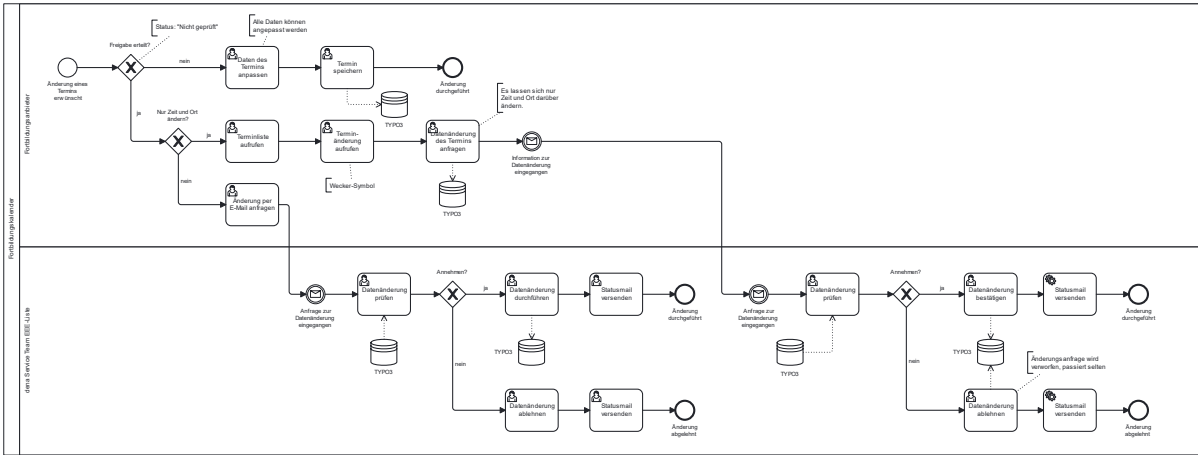 Fortbildungskalender
Fortbildungsanbieter
Status: "Nicht geprüft"
Alle Daten können
angepasst werden
Freigabe erteilt?
nein
Daten des
Termins
anpassen
Termin
speichern
Änderung eines
Termins
erwünscht
Änderung
durchgeführt
TYPO3
ja
Nur Zeit und Ort
ändern?
ja
Terminliste
aufrufen
Termin-
änderung
aufrufen
Wecker-Symbol
Es lassen sich nur
Zeit und Ort darüber
ändern.
Datenänderung
des Termins
anfragen
TYPO3
Information zur
Datenänderung
eingegangen
nein
Änderung per
E-Mail anfragen
dena Service Team EEE-Liste
Anfrage zur
Datenänderung
eingegangen
Datenänderung
prüfen
TYPO3
Annehmen?
ja
Datenänderung
durchführen
TYPO3
Statusmail
versenden
Änderung
durchgeführt
nein
Datenänderung
ablehnen
Statusmail
versenden
Änderung
abgelehnt
Anfrage zur
Datenänderung
eingegangen
Datenänderung
prüfen
TYPO3
Annehmen?
ja
Datenänderung
bestätigen
TYPO3
Statusmail
versenden
Änderung
durchgeführt
nein
Änderungsanfrage wird
verworfen, passiert selten
Datenänderung
ablehnen
Statusmail
versenden
Änderung
abgelehnt